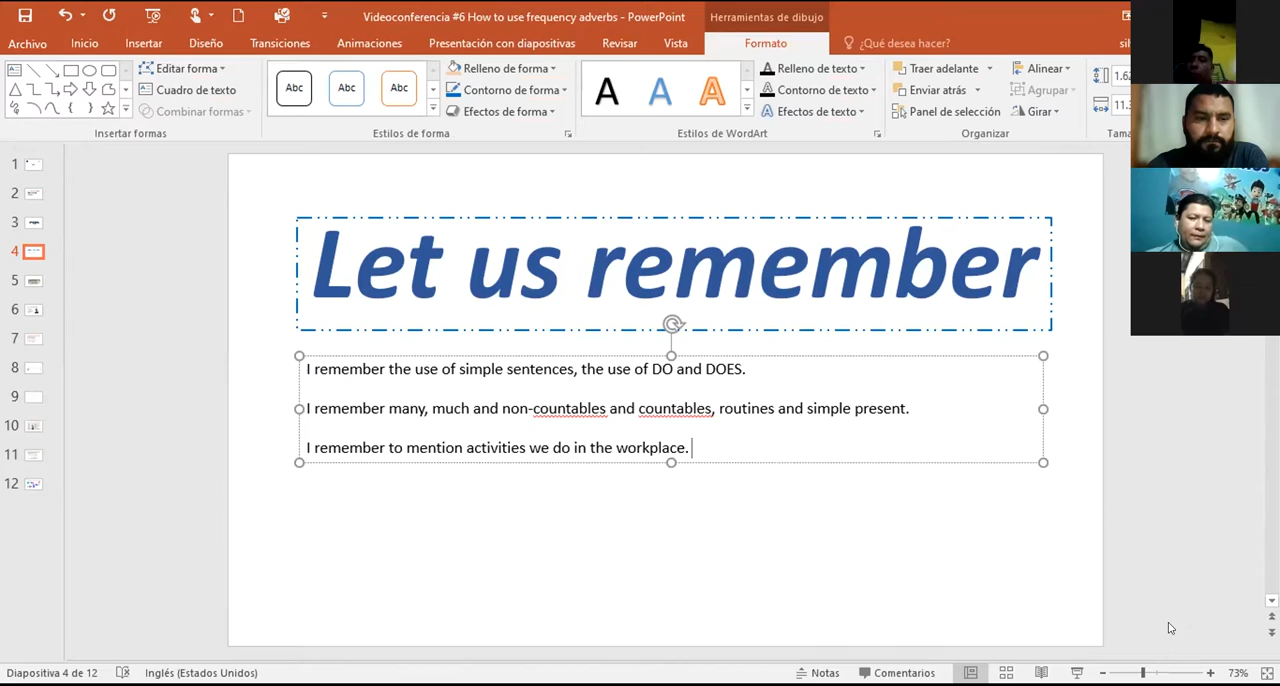 Videoconferencia #6 How to use frequency adverbs - PowerPoint
Herramientas de dibujo
Archivo Inicio Insertar Diseño Transiciones Animaciones Presentación con diapositivas Revisar Vista Formato ¿Qué desea hacer? sil
Editar forma
Cuadro de texto
Combinar formas
Insertar formas
Abc Abc Abc
Relleno de forma
Contorno de forma
Efectos de forma
Estilos de forma
A A A
Relleno de texto
Contorno de texto
Efectos de texto
Estilos de WordArt
Traer adelante
Enviar atrás
Panel de selección
Alinear
Agrupar
Girar
Organizar
1.62
11.3
Tama
1
2
3
4
5
6
7
8
9
10
11
12
Let us remember
I remember the use of simple sentences, the use of DO and DOES.
I remember many, much and non-countables and countables, routines and simple present.
I remember to mention activities we do in the workplace.
Diapositiva 4 de 12 Inglés (Estados Unidos) Notas Comentarios 73%